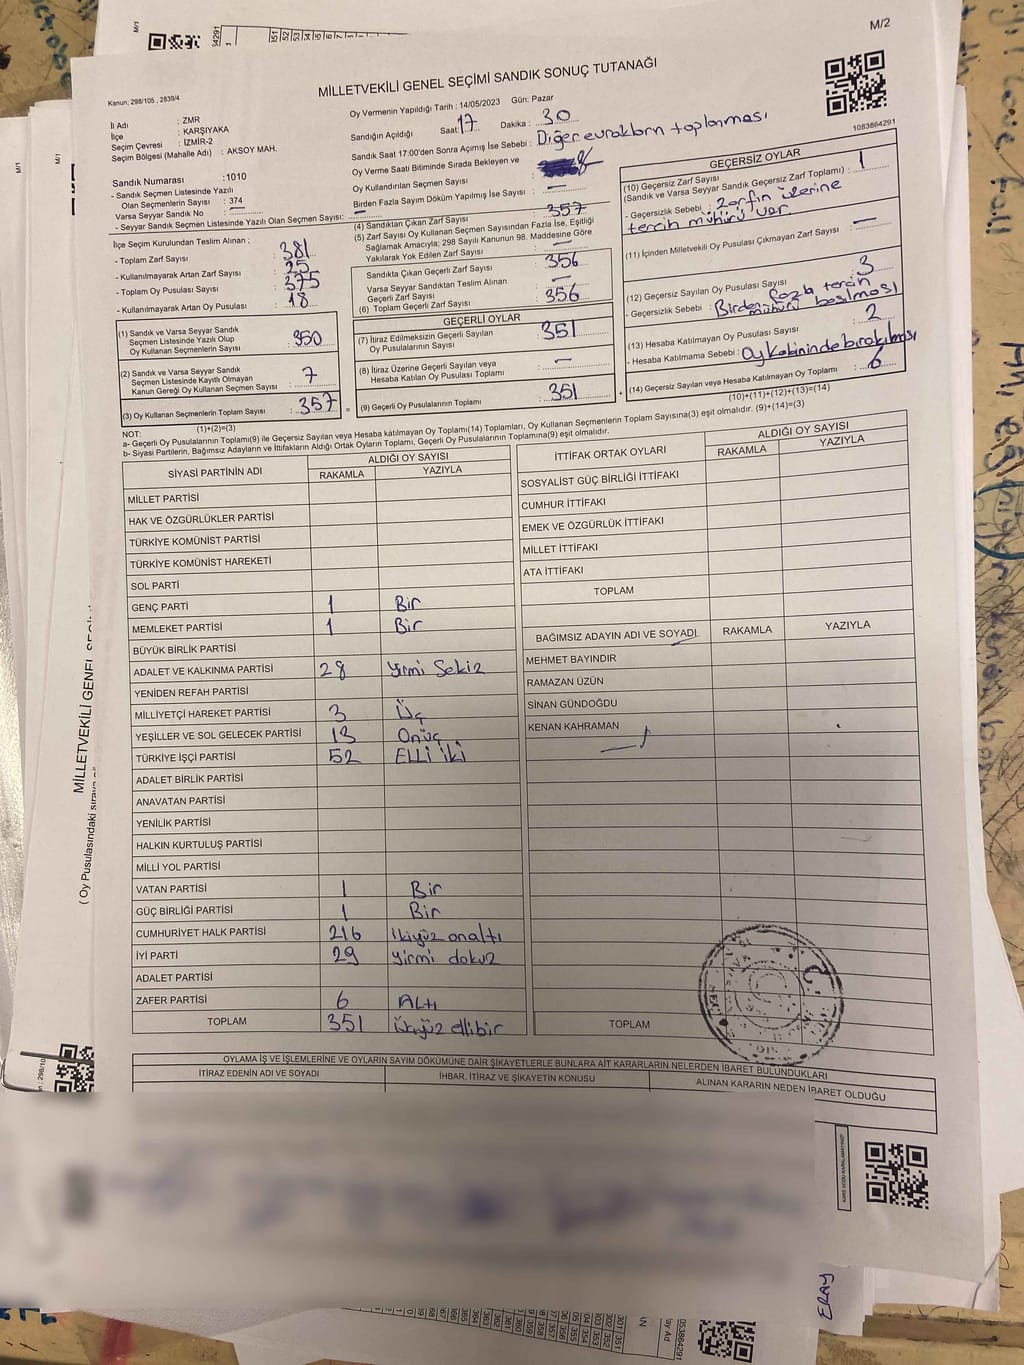 M/2
MİLLETVEKİLİ GENEL SEÇİMİ SANDIK SONUÇ TUTANAĞI
Kanun; 298/105 , 2839/4
İl Adı : ZMR
İlçe : KARŞIYAKA
Seçim Çevresi : İZMİR-2
Seçim Bölgesi (Mahalle Adı) : AKSOY MAH.
Sandık Numarası : 1010
- Sandık Seçmen Listesinde Yazılı
Olan Seçmenlerin Sayısı : 374
Varsa Seyyar Sandık No : —
- Seyyar Sandık Seçmen Listesinde Yazılı Olan Seçmen Sayısı: —
Oy Vermenin Yapıldığı Tarih : 14/05/2023 Gün: Pazar
Sandığın Açıldığı Saat: 17 Dakika : 30
Sandık Saat 17:00'den Sonra Açımış İse Sebebi : Diğer evrakların toplanması
Oy Verme Saati Bitiminde Sırada Bekleyen ve
Oy Kullandırılan Seçmen Sayısı :
Birden Fazla Sayım Döküm Yapılmış İse Sayısı : —
1083864291
İlçe Seçim Kurulundan Teslim Alınan ;
- Toplam Zarf Sayısı : 381
- Kullanılmayarak Artan Zarf Sayısı : 25
- Toplam Oy Pusulası Sayısı : 375
- Kullanılmayarak Artan Oy Pusulası : 18
(1) Sandık ve Varsa Seyyar Sandık
Seçmen Listesinde Yazılı Olup
Oy Kullanan Seçmenlerin Sayısı : 350
(2) Sandık ve Varsa Seyyar Sandık
Seçmen Listesinde Kayıtlı Olmayan
Kanun Gereği Oy Kullanan Seçmen Sayısı : 7
(3) Oy Kullanan Seçmenlerin Toplam Sayısı : 357
(1)+(2)=(3)
(4) Sandıktan Çıkan Zarf Sayısı : 357
(5) Zarf Sayısı Oy Kullanan Seçmen Sayısından Fazla İse, Eşitliği
Sağlamak Amacıyla; 298 Sayılı Kanunun 98. Maddesine Göre
Yakılarak Yok Edilen Zarf Sayısı : —
Sandıkta Çıkan Geçerli Zarf Sayısı : 356
Varsa Seyyar Sandıktan Teslim Alınan
Geçerli Zarf Sayısı : —
(6) Toplam Geçerli Zarf Sayısı : 356
GEÇERLİ OYLAR
(7) İtiraz Edilmeksizin Geçerli Sayılan
Oy Pusulalarının Sayısı : 351
(8) İtiraz Üzerine Geçerli Sayılan veya
Hesaba Katılan Oy Pusulası Toplamı : —
= (9) Geçerli Oy Pusulalarının Toplamı : 351 +
GEÇERSİZ OYLAR
(10) Geçersiz Zarf Sayısı : 1
(Sandık ve Varsa Seyyar Sandık Geçersiz Zarf Toplamı)
- Geçersizlik Sebebi : zarfın üzerine
tercih mühürü var
(11) İçinden Milletvekili Oy Pusulası Çıkmayan Zarf Sayısı : —
(12) Geçersiz Sayılan Oy Pusulası Sayısı : 3
- Geçersizlik Sebebi : Birden fazla tercih
mühürü basılması
(13) Hesaba Katılmayan Oy Pusulası Sayısı : 2
- Hesaba Katılmama Sebebi : Oy kabininde bırakılması
(14) Geçersiz Sayılan veya Hesaba Katılmayan Oy Toplamı : 6
(10)+(11)+(12)+(13)=(14)
NOT:
a- Geçerli Oy Pusulalarının Toplamı(9) ile Geçersiz Sayılan veya Hesaba katılmayan Oy Toplamı(14) Toplamları, Oy Kullanan Seçmenlerin Toplam Sayısına(3) eşit olmalıdır. (9)+(14)=(3)
b- Siyasi Partilerin, Bağımsız Adayların ve İttifakların Aldığı Ortak Oyların Toplamı, Geçerli Oy Pusulalarının Toplamına(9) eşit olmalıdır.
SİYASİ PARTİNİN ADI ALDIĞI OY SAYISI
RAKAMLA YAZIYLA
MİLLET PARTİSİ
HAK VE ÖZGÜRLÜKLER PARTİSİ
TÜRKİYE KOMÜNİST PARTİSİ
TÜRKİYE KOMÜNİST HAREKETİ
SOL PARTİ
GENÇ PARTİ 1 Bir
MEMLEKET PARTİSİ 1 Bir
BÜYÜK BİRLİK PARTİSİ
ADALET VE KALKINMA PARTİSİ 28 Yirmi Sekiz
YENİDEN REFAH PARTİSİ
MİLLİYETÇİ HAREKET PARTİSİ 3 Üç
YEŞİLLER VE SOL GELECEK PARTİSİ 13 Onüç
TÜRKİYE İŞÇİ PARTİSİ 52 ELLİ iki
ADALET BİRLİK PARTİSİ
ANAVATAN PARTİSİ
YENİLİK PARTİSİ
HALKIN KURTULUŞ PARTİSİ
MİLLİ YOL PARTİSİ
VATAN PARTİSİ 1 Bir
GÜÇ BİRLİĞİ PARTİSİ 1 Bir
CUMHURİYET HALK PARTİSİ 216 ikiyüz onaltı
İYİ PARTİ 29 yirmi dokuz
ADALET PARTİSİ
ZAFER PARTİSİ 6 ALtı
TOPLAM 351 Üçyüz ellibir
İTTİFAK ORTAK OYLARI ALDIĞI OY SAYISI
RAKAMLA YAZIYLA
SOSYALİST GÜÇ BİRLİĞİ İTTİFAKI
CUMHUR İTTİFAKI
EMEK VE ÖZGÜRLÜK İTTİFAKI
MİLLET İTTİFAKI
ATA İTTİFAKI
TOPLAM
BAĞIMSIZ ADAYIN ADI VE SOYADI RAKAMLA YAZIYLA
MEHMET BAYINDIR
RAMAZAN ÜZÜN
SİNAN GÜNDOĞDU
KENAN KAHRAMAN
TOPLAM
OYLAMA İŞ VE İŞLEMLERİNE VE OYLARIN SAYIM DÖKÜMÜNE DAİR ŞİKAYETLERLE BUNLARA AİT KARARLARIN NELERDEN İBARET BULUNDUKLARI
İTİRAZ EDENİN ADI VE SOYADI İHBAR, İTİRAZ VE ŞİKAYETİN KONUSU ALINAN KARARIN NEDEN İBARET OLDUĞU
M/1
MİLLETVEKİLİ GENEL
( Oy Pusulasındaki sıraya
ERAY